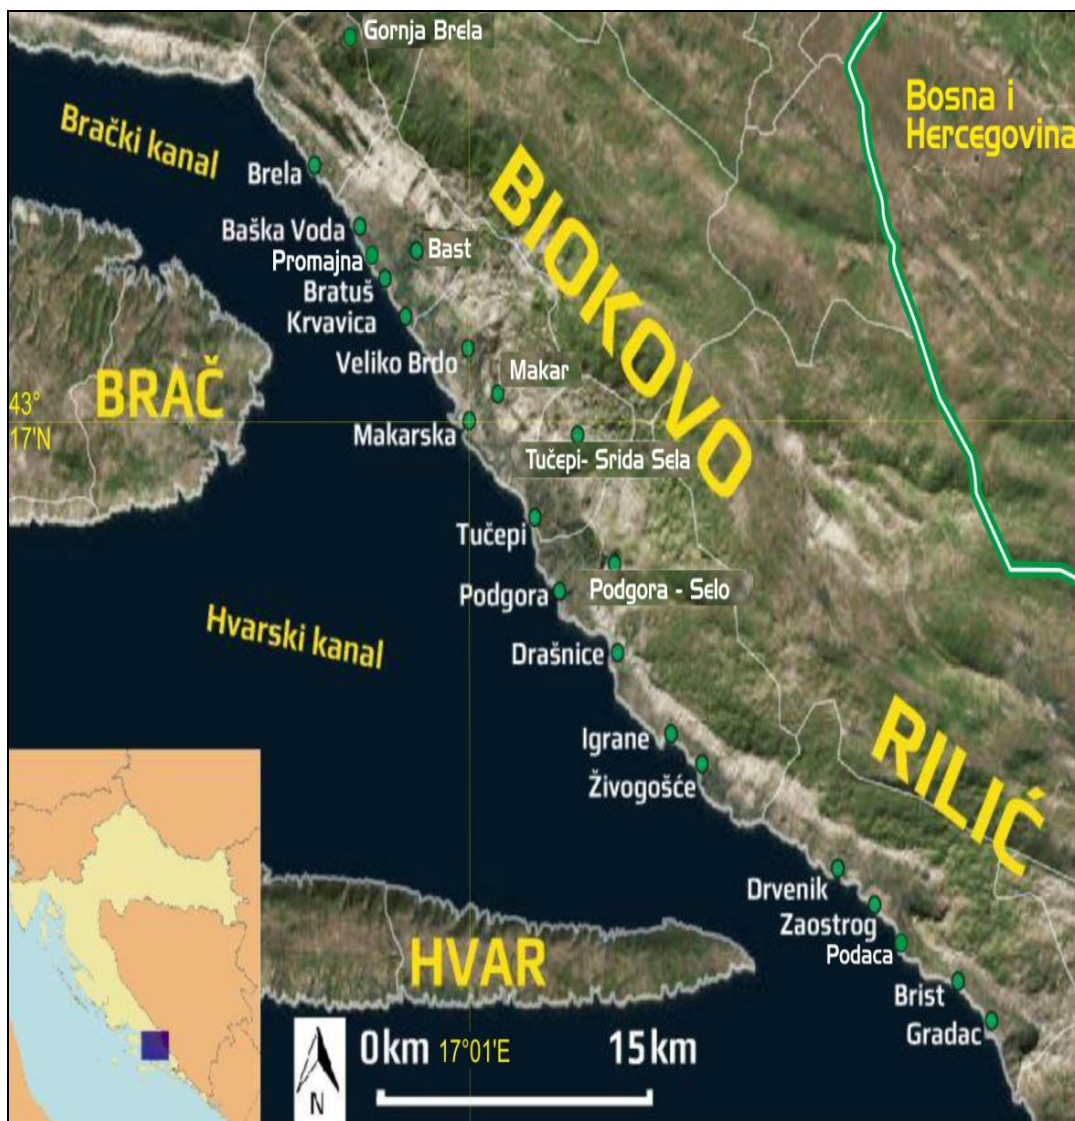 Gornja Brela
Brački kanal
Bosna i
Hercegovina
Brela
BIOKOVO
Baška Voda
Bast
Promajna
Bratuš
Krvavica
Veliko Brdo
Makar
BRAČ
43°
17'N
Makarska
Tučepi- Srida Sela
Tučepi
Podgora - Selo
Podgora
Hvarski kanal
Drašnice
RILIĆ
Igrane
Živogošće
Drvenik
Zaostrog
Podaca
HVAR
Brist
Gradac
0km 17°01'E 15km
N